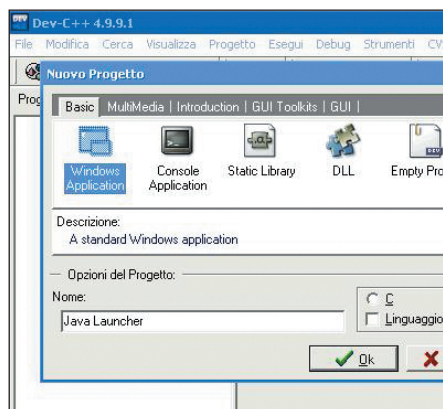 Dev-C++ 4.9.9.1
File Modifica Cerca Visualizza Progetto Esegui Debug Strumenti CV
Nuovo Progetto
Prog
Basic MultiMedia Introduction GUI Toolkits GUI
Windows Application
Console Application
Static Library
DLL
Empty Pro
Descrizione:
A standard Windows application
Opzioni del Progetto:
Nome:
Java Launcher
C
Linguaggio
Ok